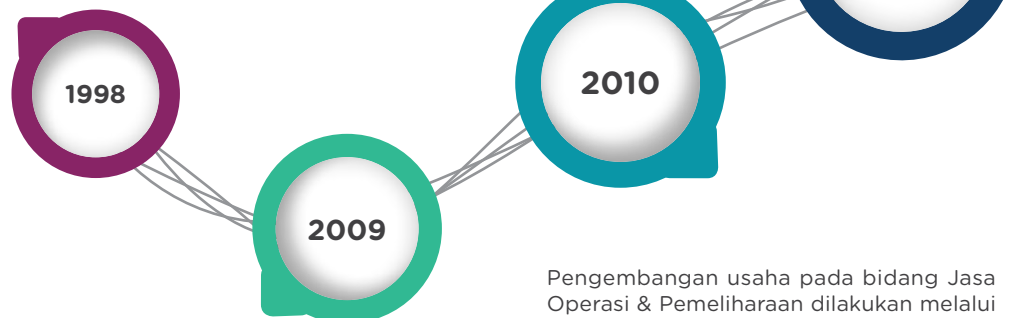 1998
2009
2010
Pengembangan usaha pada bidang Jasa
Operasi & Pemeliharaan dilakukan melalui